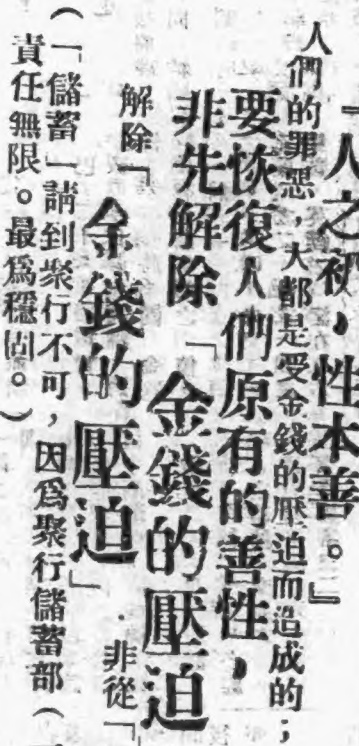 『人之初，性本善。』
人們的罪惡，大都是受金錢的壓迫而造成的；
要恢復人們原有的善性，
非先解除「金錢的壓迫
解除「金錢的壓迫」非從「
（「儲蓄」請到聚行不可，因爲聚行儲蓄部（
責任無限。最爲穩固。）